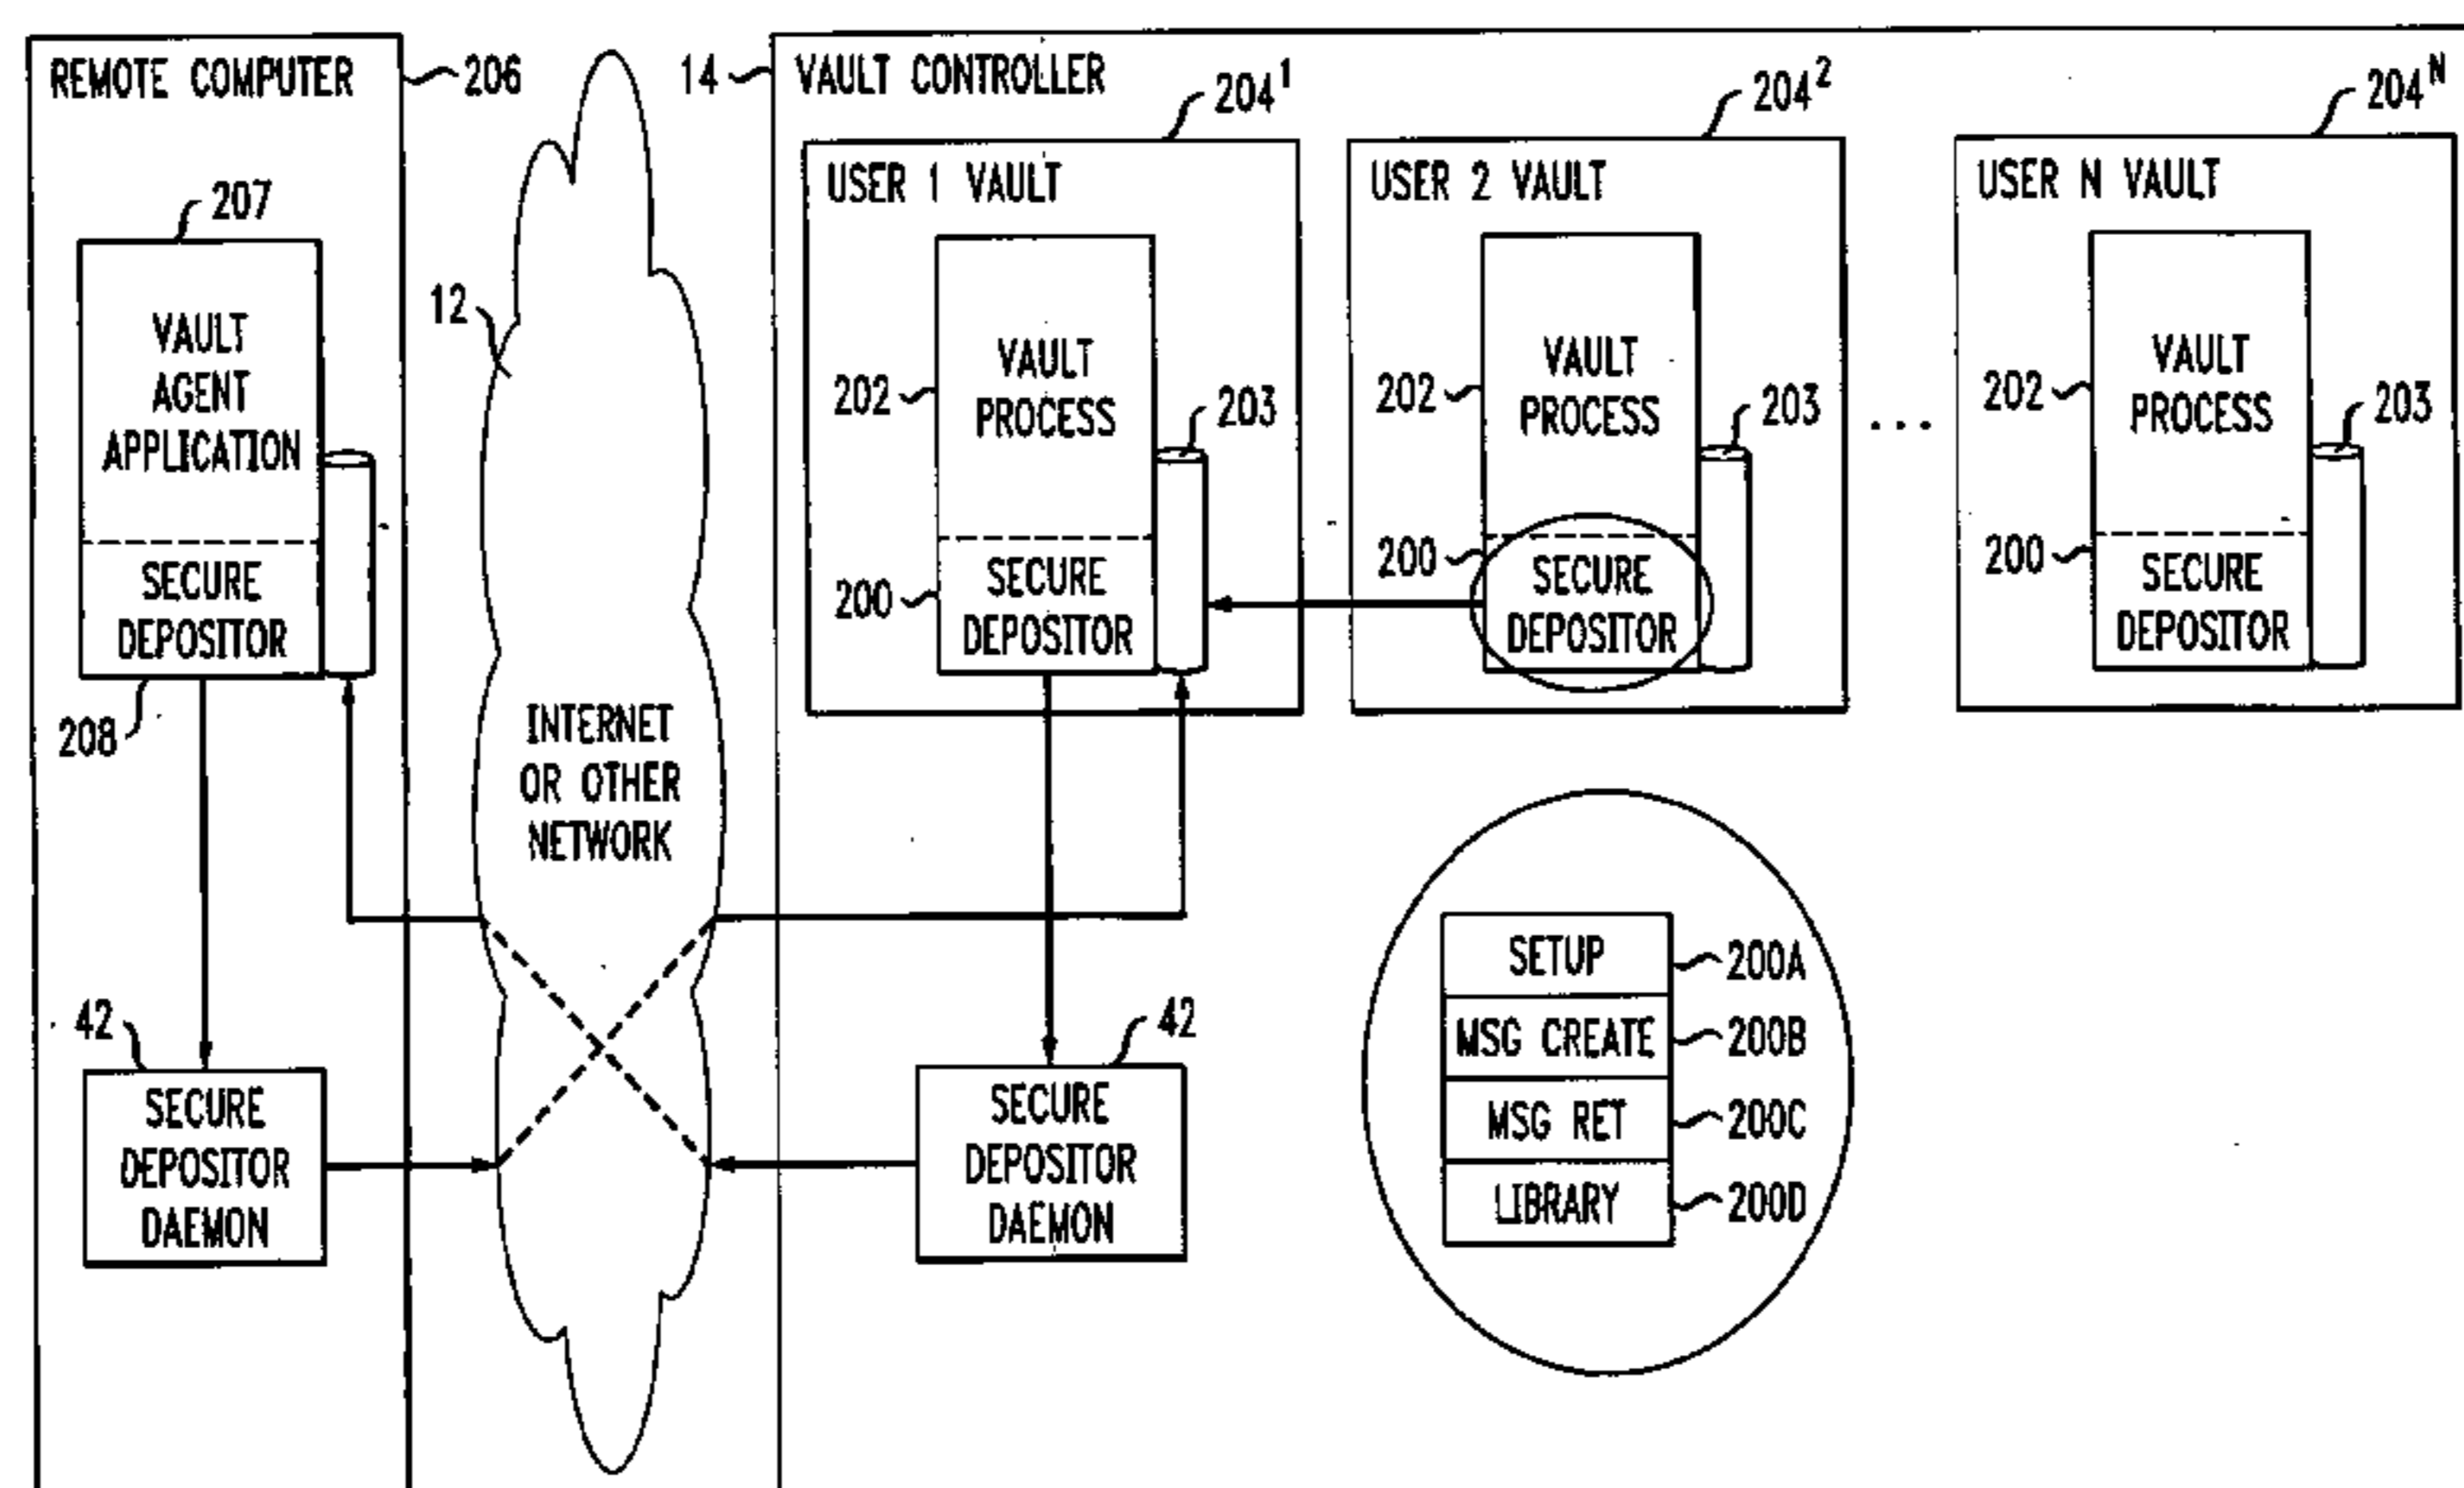 REMOTE COMPUTER
206
14
VAULT CONTROLLER
204¹
204²
204ᴺ
207
USER 1 VAULT
USER 2 VAULT
USER N VAULT
12
VAULT
AGENT
APPLICATION
SECURE
DEPOSITOR
208
INTERNET
OR OTHER
NETWORK
202
VAULT
PROCESS
203
200
SECURE
DEPOSITOR
202
VAULT
PROCESS
203
200
SECURE
DEPOSITOR
...
202
VAULT
PROCESS
203
200
SECURE
DEPOSITOR
42
SECURE
DEPOSITOR
DAEMON
42
SECURE
DEPOSITOR
DAEMON
SETUP
200A
MSG CREATE
200B
MSG RET
200C
LIBRARY
200D